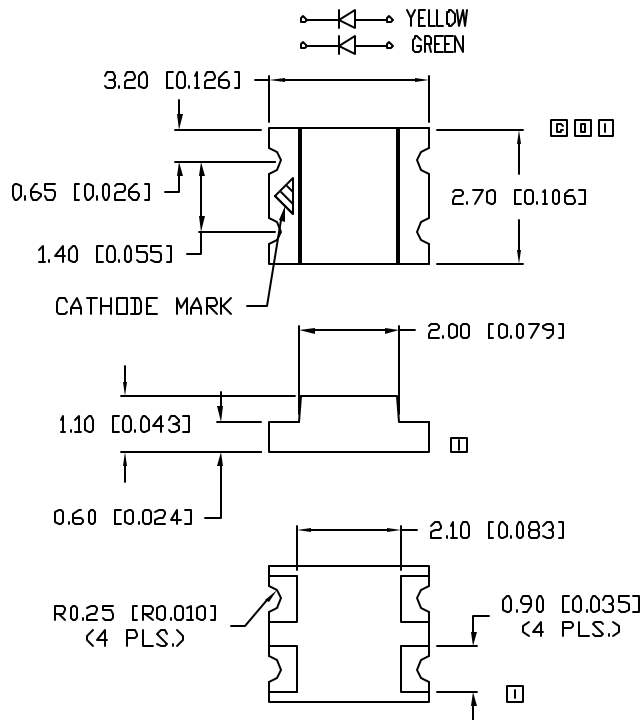 YELLOW
GREEN
3.20 [0.126]
C O I
0.65 [0.026]
2.70 [0.106]
1.40 [0.055]
CATHODE MARK
2.00 [0.079]
1.10 [0.043]
I
0.60 [0.024]
2.10 [0.083]
R0.25 [R0.010]
(4 PLS.)
0.90 [0.035]
(4 PLS.)
I